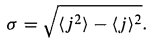 σ = √⟨j²⟩ − ⟨j⟩².